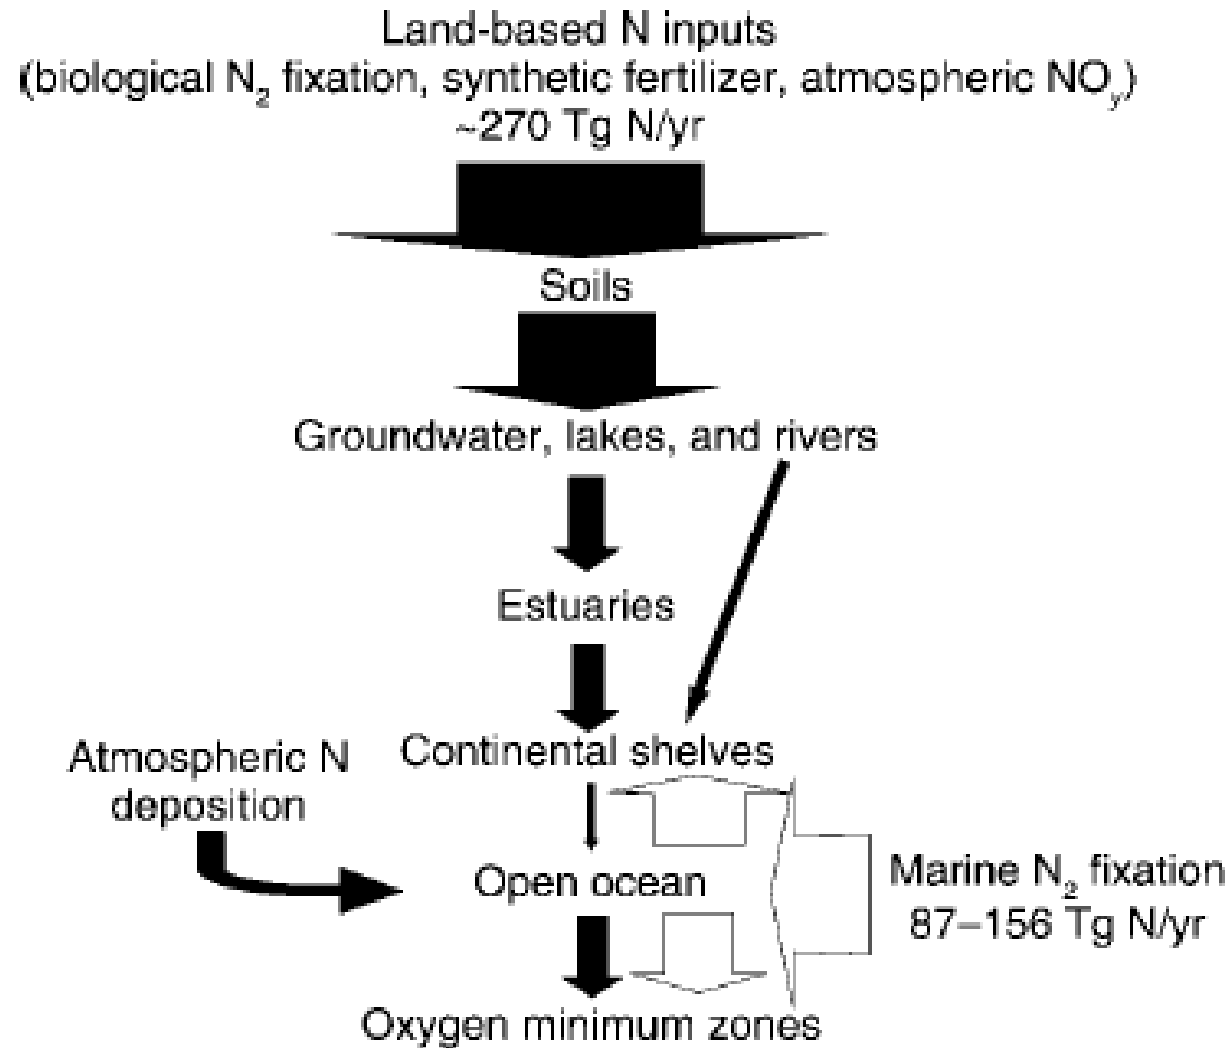 Land-based N inputs
(biological N₂ fixation, synthetic fertilizer, atmospheric NOy)
~270 Tg N/yr
Soils
Groundwater, lakes, and rivers
Estuaries
Continental shelves
Atmospheric N
deposition
Open ocean
Marine N₂ fixation
87–156 Tg N/yr
Oxygen minimum zones